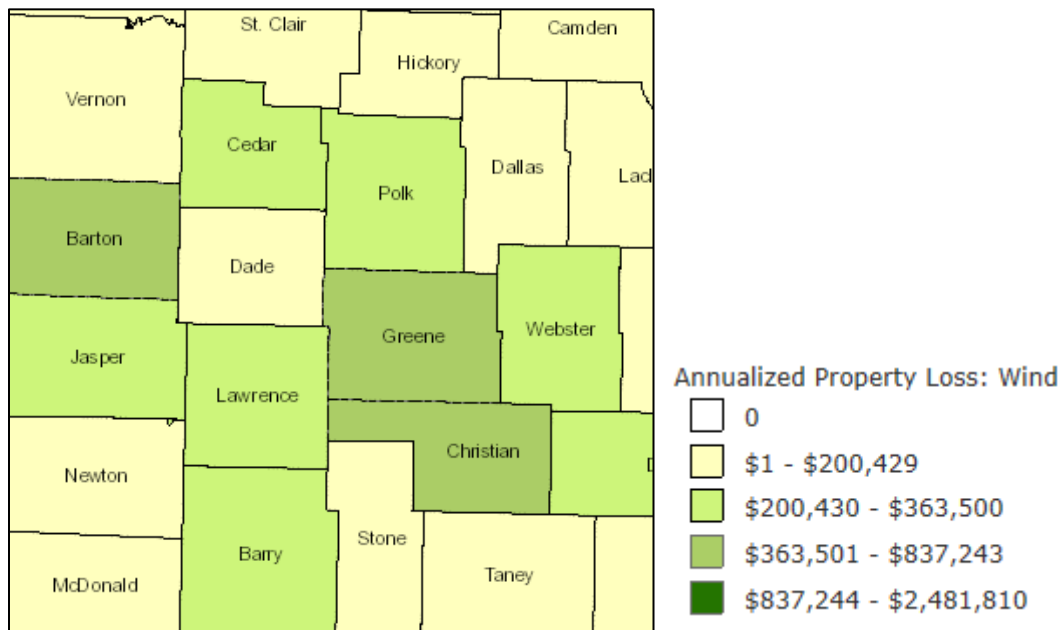 St. Clair
Camden
Hickory
Vernon
Cedar
Dallas
Lacl
Polk
Barton
Dade
Greene
Webster
Jasper
Lawrence
Christian
Newton
Stone
Barry
Taney
McDonald
Annualized Property Loss: Wind
0
$1 - $200,429
$200,430 - $363,500
$363,501 - $837,243
$837,244 - $2,481,810